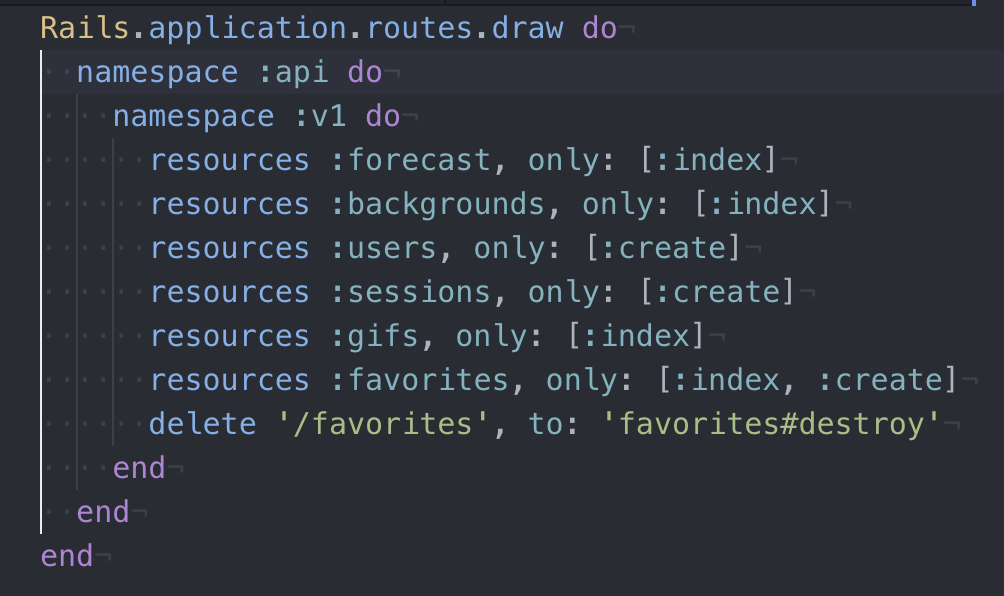 Rails.application.routes.draw do
  namespace :api do
    namespace :v1 do
      resources :forecast, only: [:index]
      resources :backgrounds, only: [:index]
      resources :users, only: [:create]
      resources :sessions, only: [:create]
      resources :gifs, only: [:index]
      resources :favorites, only: [:index, :create]
      delete '/favorites', to: 'favorites#destroy'
    end
  end
end